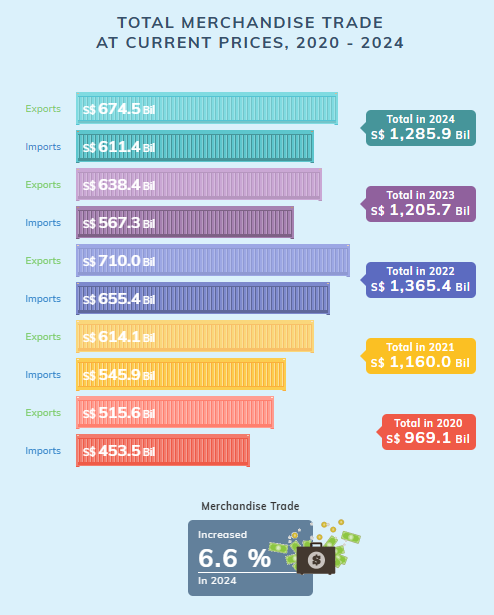 TOTAL MERCHANDISE TRADE
AT CURRENT PRICES, 2020 - 2024
Exports S$ 674.5 Bil
Total in 2024
S$ 1,285.9 Bil
Imports S$ 611.4 Bil
Exports S$ 638.4 Bil
Total in 2023
S$ 1,205.7 Bil
Imports S$ 567.3 Bil
Exports S$ 710.0 Bil
Total in 2022
S$ 1,365.4 Bil
Imports S$ 655.4 Bil
Exports S$ 614.1 Bil
Total in 2021
S$ 1,160.0 Bil
Imports S$ 545.9 Bil
Exports S$ 515.6 Bil
Total in 2020
S$ 969.1 Bil
Imports S$ 453.5 Bil
Merchandise Trade
Increased
6.6 %
In 2024
$